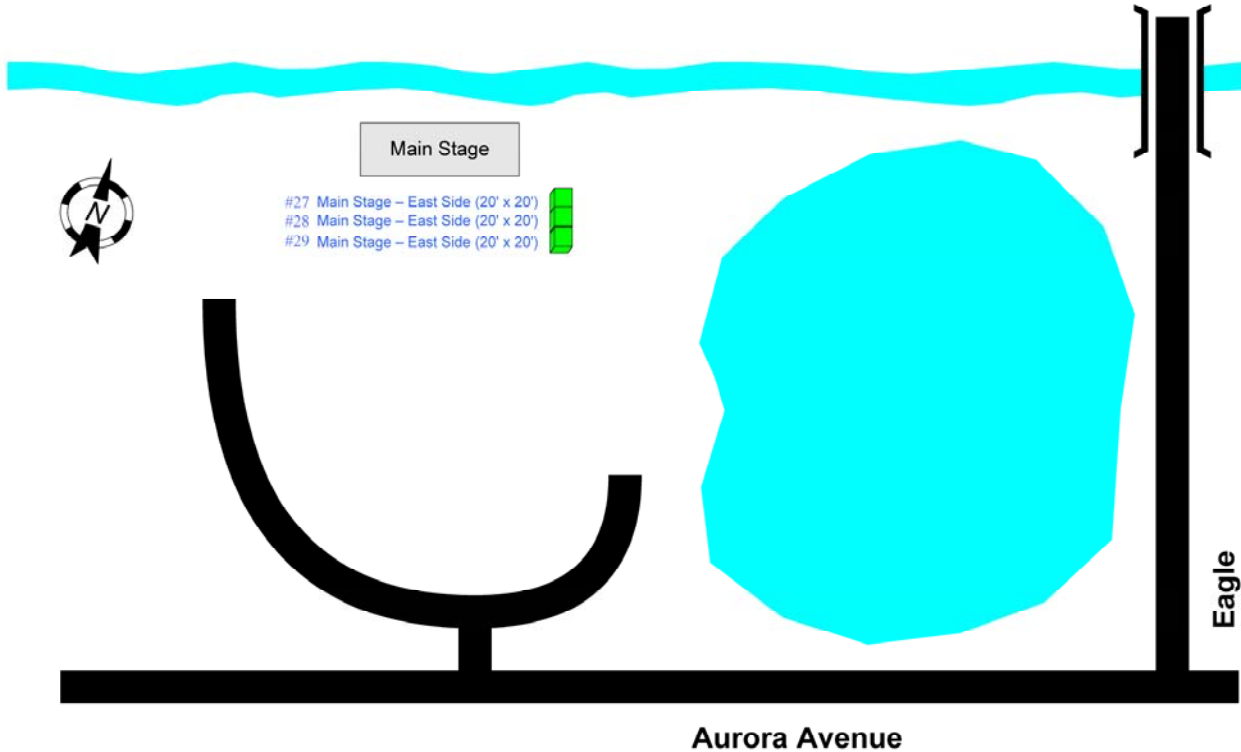 Main Stage
N
#27 Main Stage – East Side (20' x 20')
#28 Main Stage – East Side (20' x 20')
#29 Main Stage – East Side (20' x 20')
Eagle
Aurora Avenue